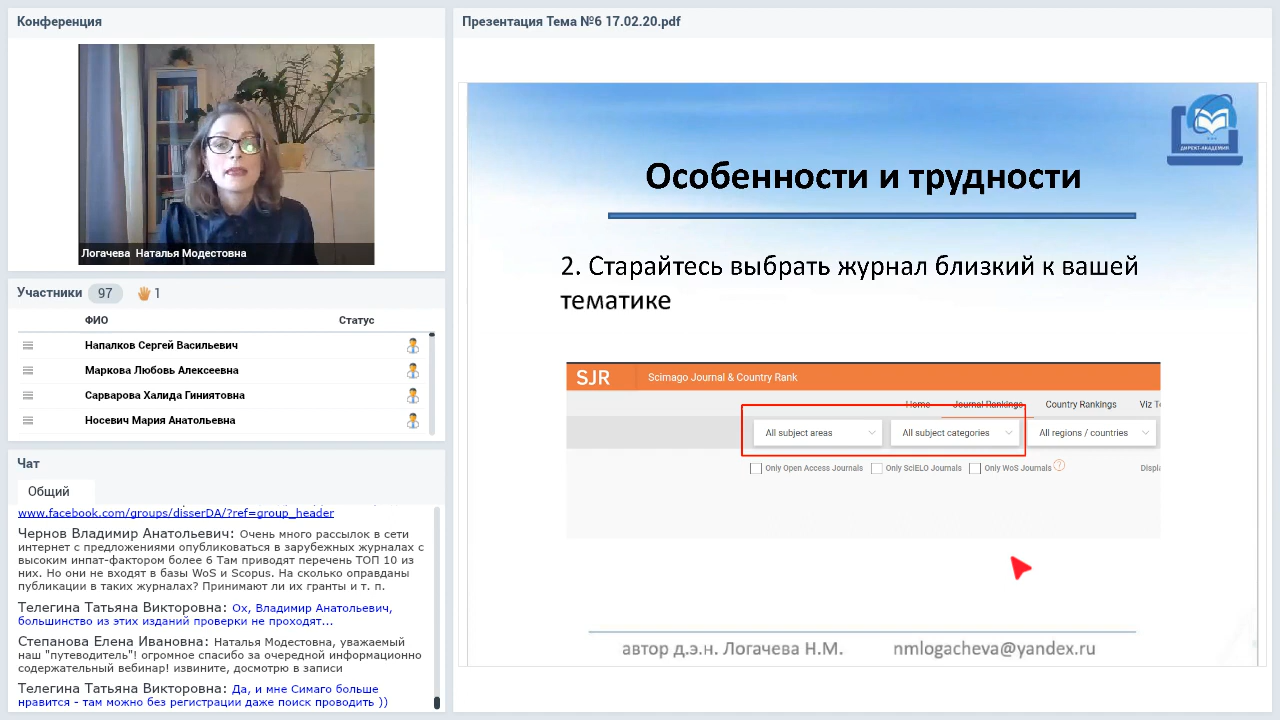 Конференция
Логачева Наталья Модестовна
Участники 97 1
ФИО Статус
Напалков Сергей Васильевич
Маркова Любовь Алексеевна
Сарварова Халида Гиниятовна
Носевич Мария Анатольевна
Чат
Общий
www.facebook.com/groups/disserDA/?ref=group_header
Чернов Владимир Анатольевич: Очень много рассылок в сети
интернет с предложениями опубликоваться в зарубежных журналах с
высоким инпат-фактором более 6 Там приводят перечень ТОП 10 из
них. Но они не входят в базы WoS и Scopus. На сколько оправданы
публикации в таких журналах? Принимают ли их гранты и т. п.
Телегина Татьяна Викторовна: Ох, Владимир Анатольевич,
большинство из этих изданий проверки не проходят...
Степанова Елена Ивановна: Наталья Модестовна, уважаемый
наш "путеводитель"! огромное спасибо за очередной информационно
содержательный вебинар! извините, досмотрю в записи
Телегина Татьяна Викторовна: Да, и мне Симаго больше
нравится - там можно без регистрации даже поиск проводить ))
Презентация Тема №6 17.02.20.pdf
ДИРЕКТ-АКАДЕМИЯ
Особенности и трудности
2. Старайтесь выбрать журнал близкий к вашей
тематике
SJR Scimago Journal & Country Rank
Home Journal Rankings Country Rankings Viz T
All subject areas All subject categories All regions / countries
Only Open Access Journals Only SciELO Journals Only WoS Journals ? Displa
автор д.э.н. Логачева Н.М. nmlogacheva@yandex.ru